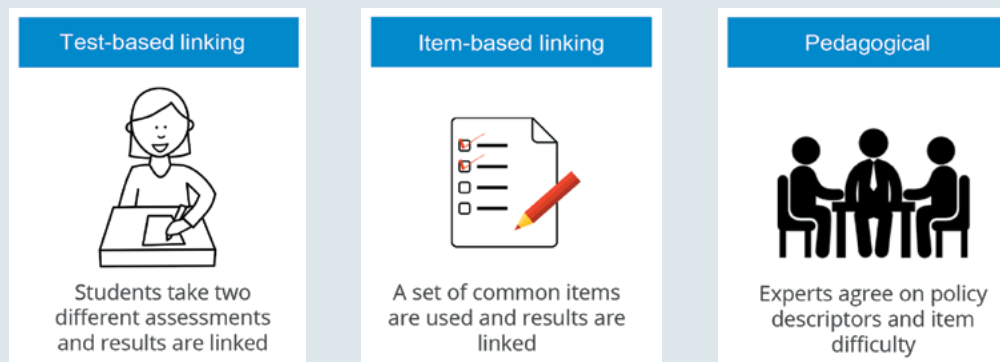 Test-based linking
Students take two
different assessments
and results are linked
Item-based linking
A set of common items
are used and results are
linked
Pedagogical
Experts agree on policy
descriptors and item
difficulty